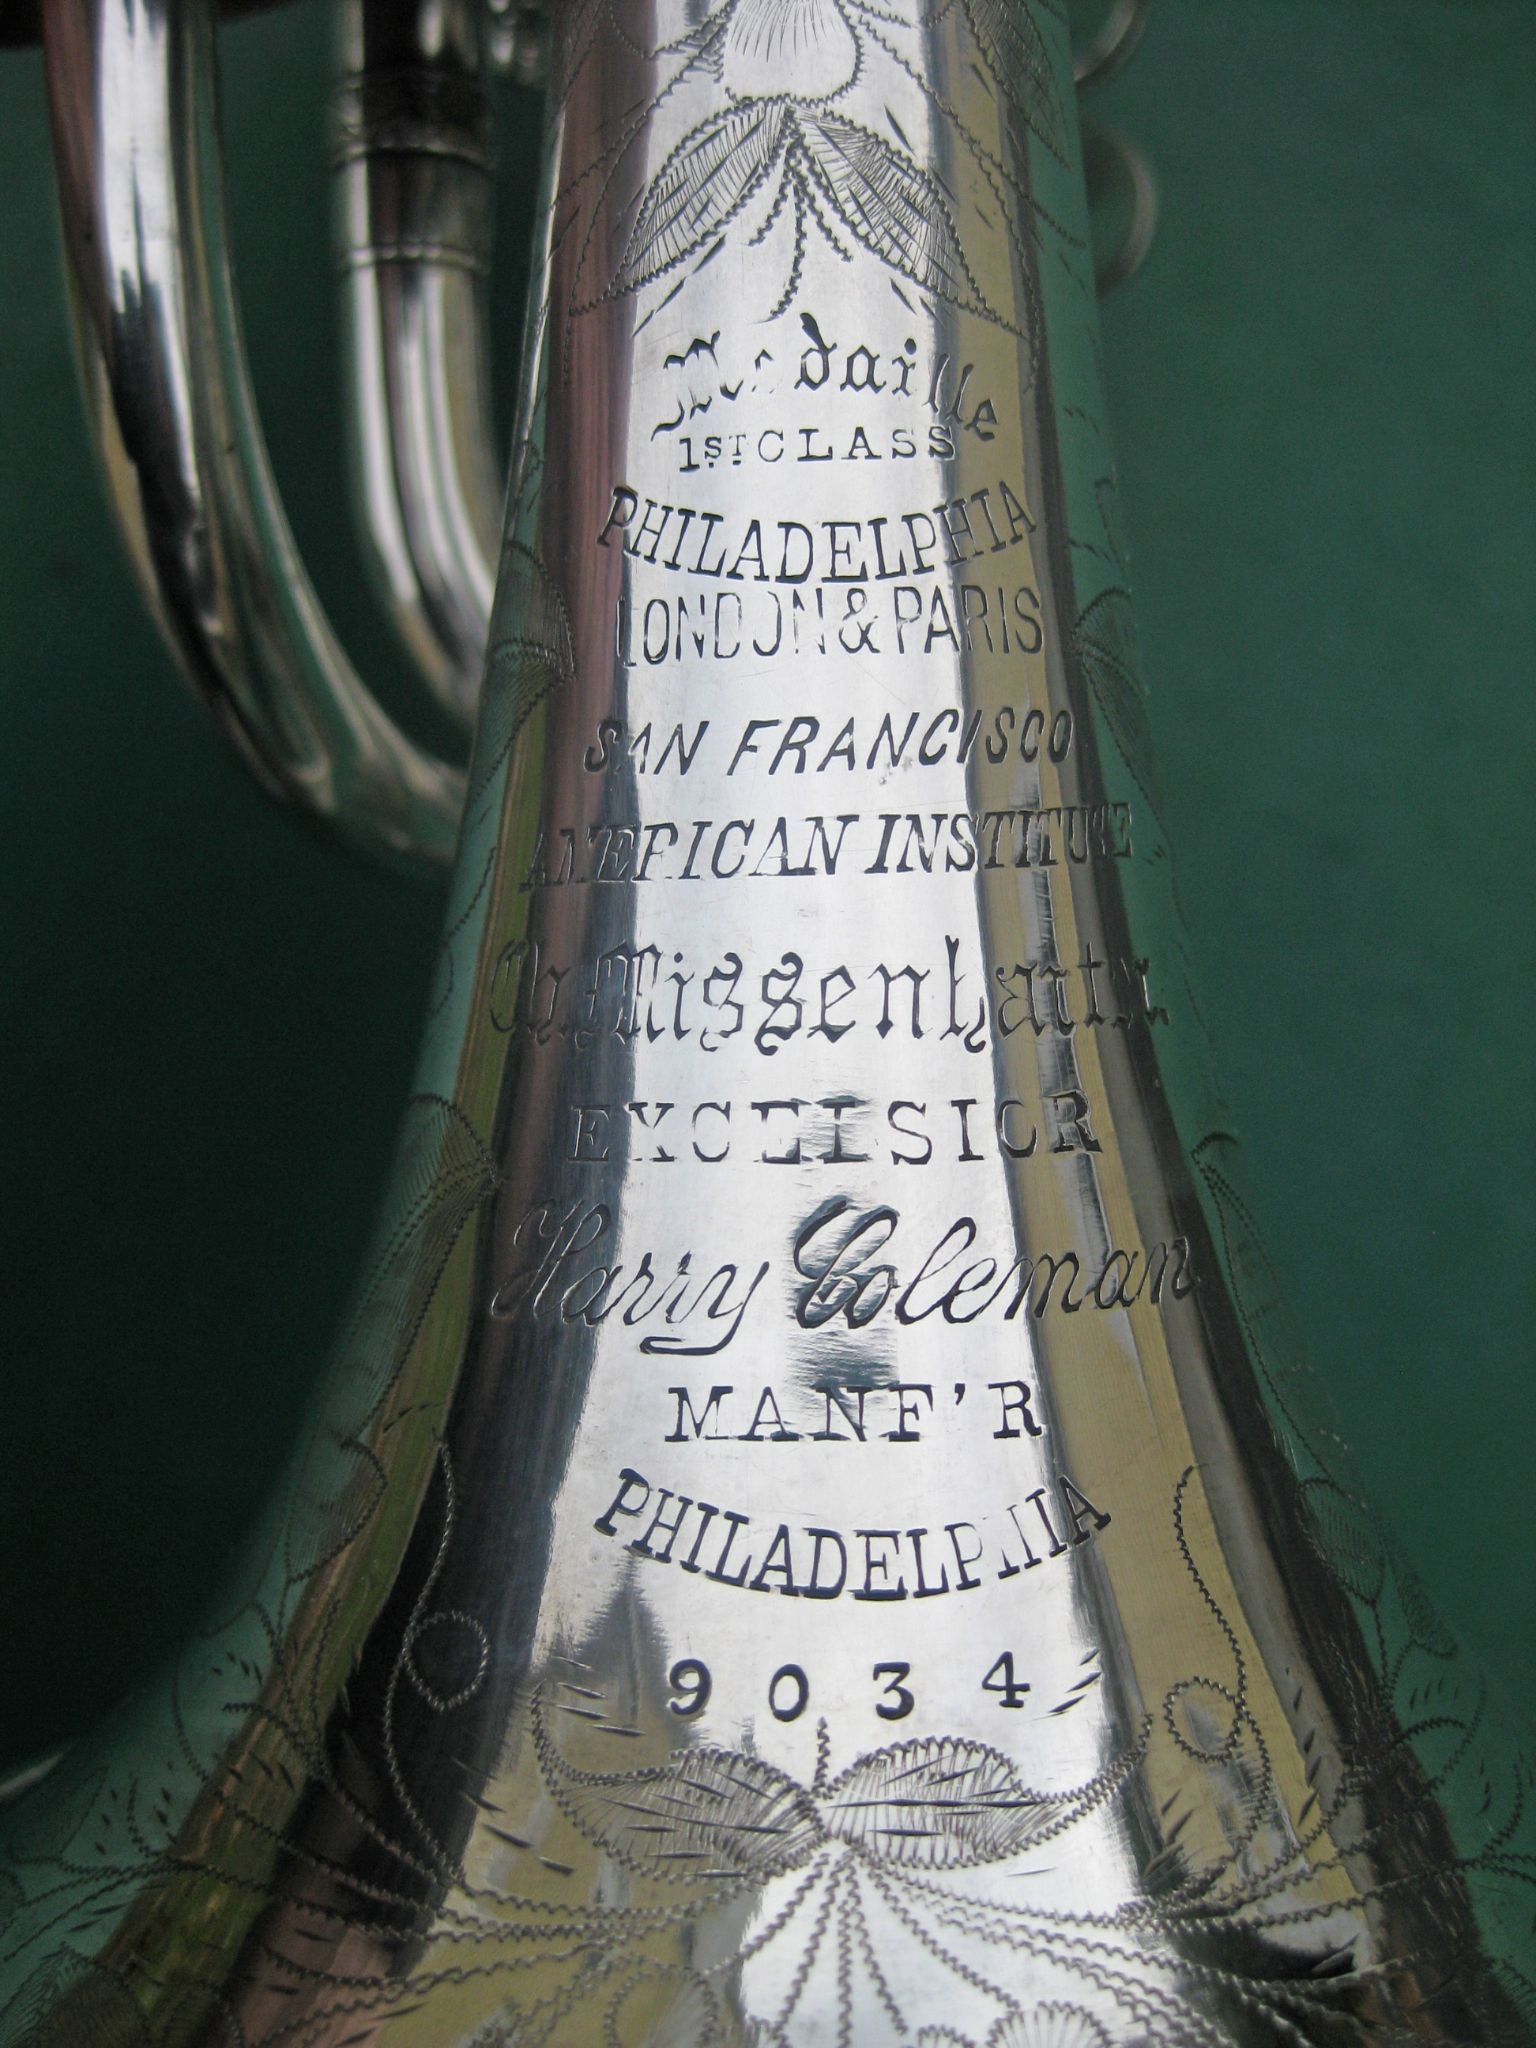 Medaille
1ST CLASS
PHILADELPHIA
LONDON & PARIS
SAN FRANCISCO
AMERICAN INSTITUTE
Ch. Missenharter
EXCELSIOR
Harry Coleman
MANF'R
PHILADELPHIA
9034